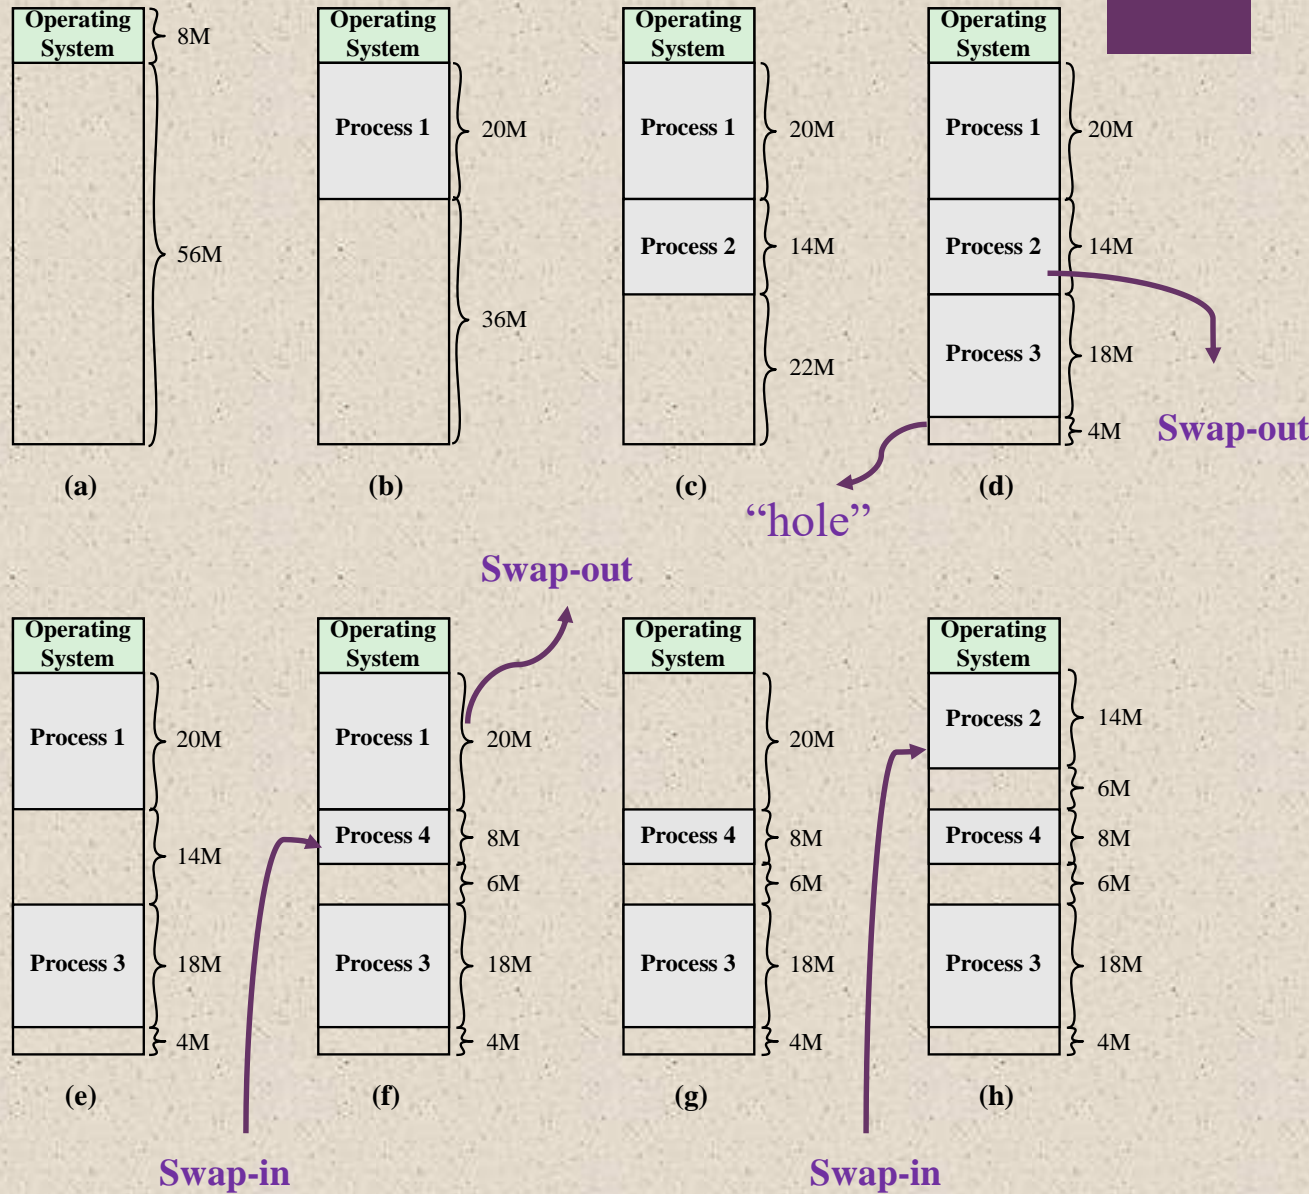 Operating
System
8M
56M
(a)
Operating
System
Process 1
20M
36M
(b)
Operating
System
Process 1
20M
Process 2
14M
22M
(c)
Operating
System
Process 1
20M
Process 2
14M
Process 3
18M
4M
Swap-out
(d)
“hole”
Operating
System
Process 1
20M
14M
Process 3
18M
4M
(e)
Swap-out
Operating
System
Process 1
20M
Process 4
8M
6M
Process 3
18M
4M
(f)
Swap-in
Operating
System
20M
Process 4
8M
6M
Process 3
18M
4M
(g)
Operating
System
Process 2
14M
6M
Process 4
8M
6M
Process 3
18M
4M
(h)
Swap-in